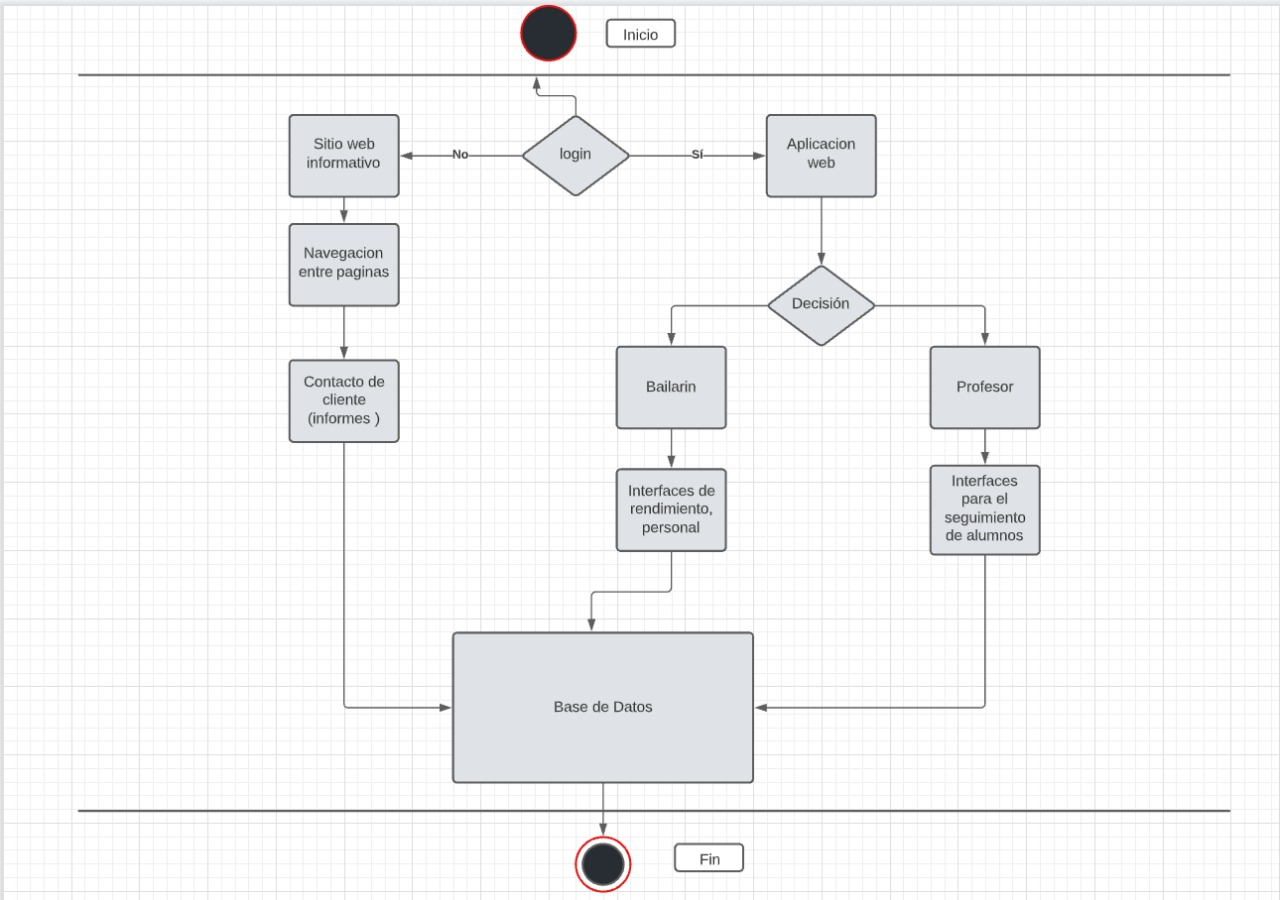 Inicio
Sitio web
informativo
No
login
Sí
Aplicacion
web
Navegacion
entre paginas
Decisión
Contacto de
cliente
(informes )
Bailarin
Profesor
Interfaces de
rendimiento,
personal
Interfaces
para el
seguimiento
de alumnos
Base de Datos
Fin